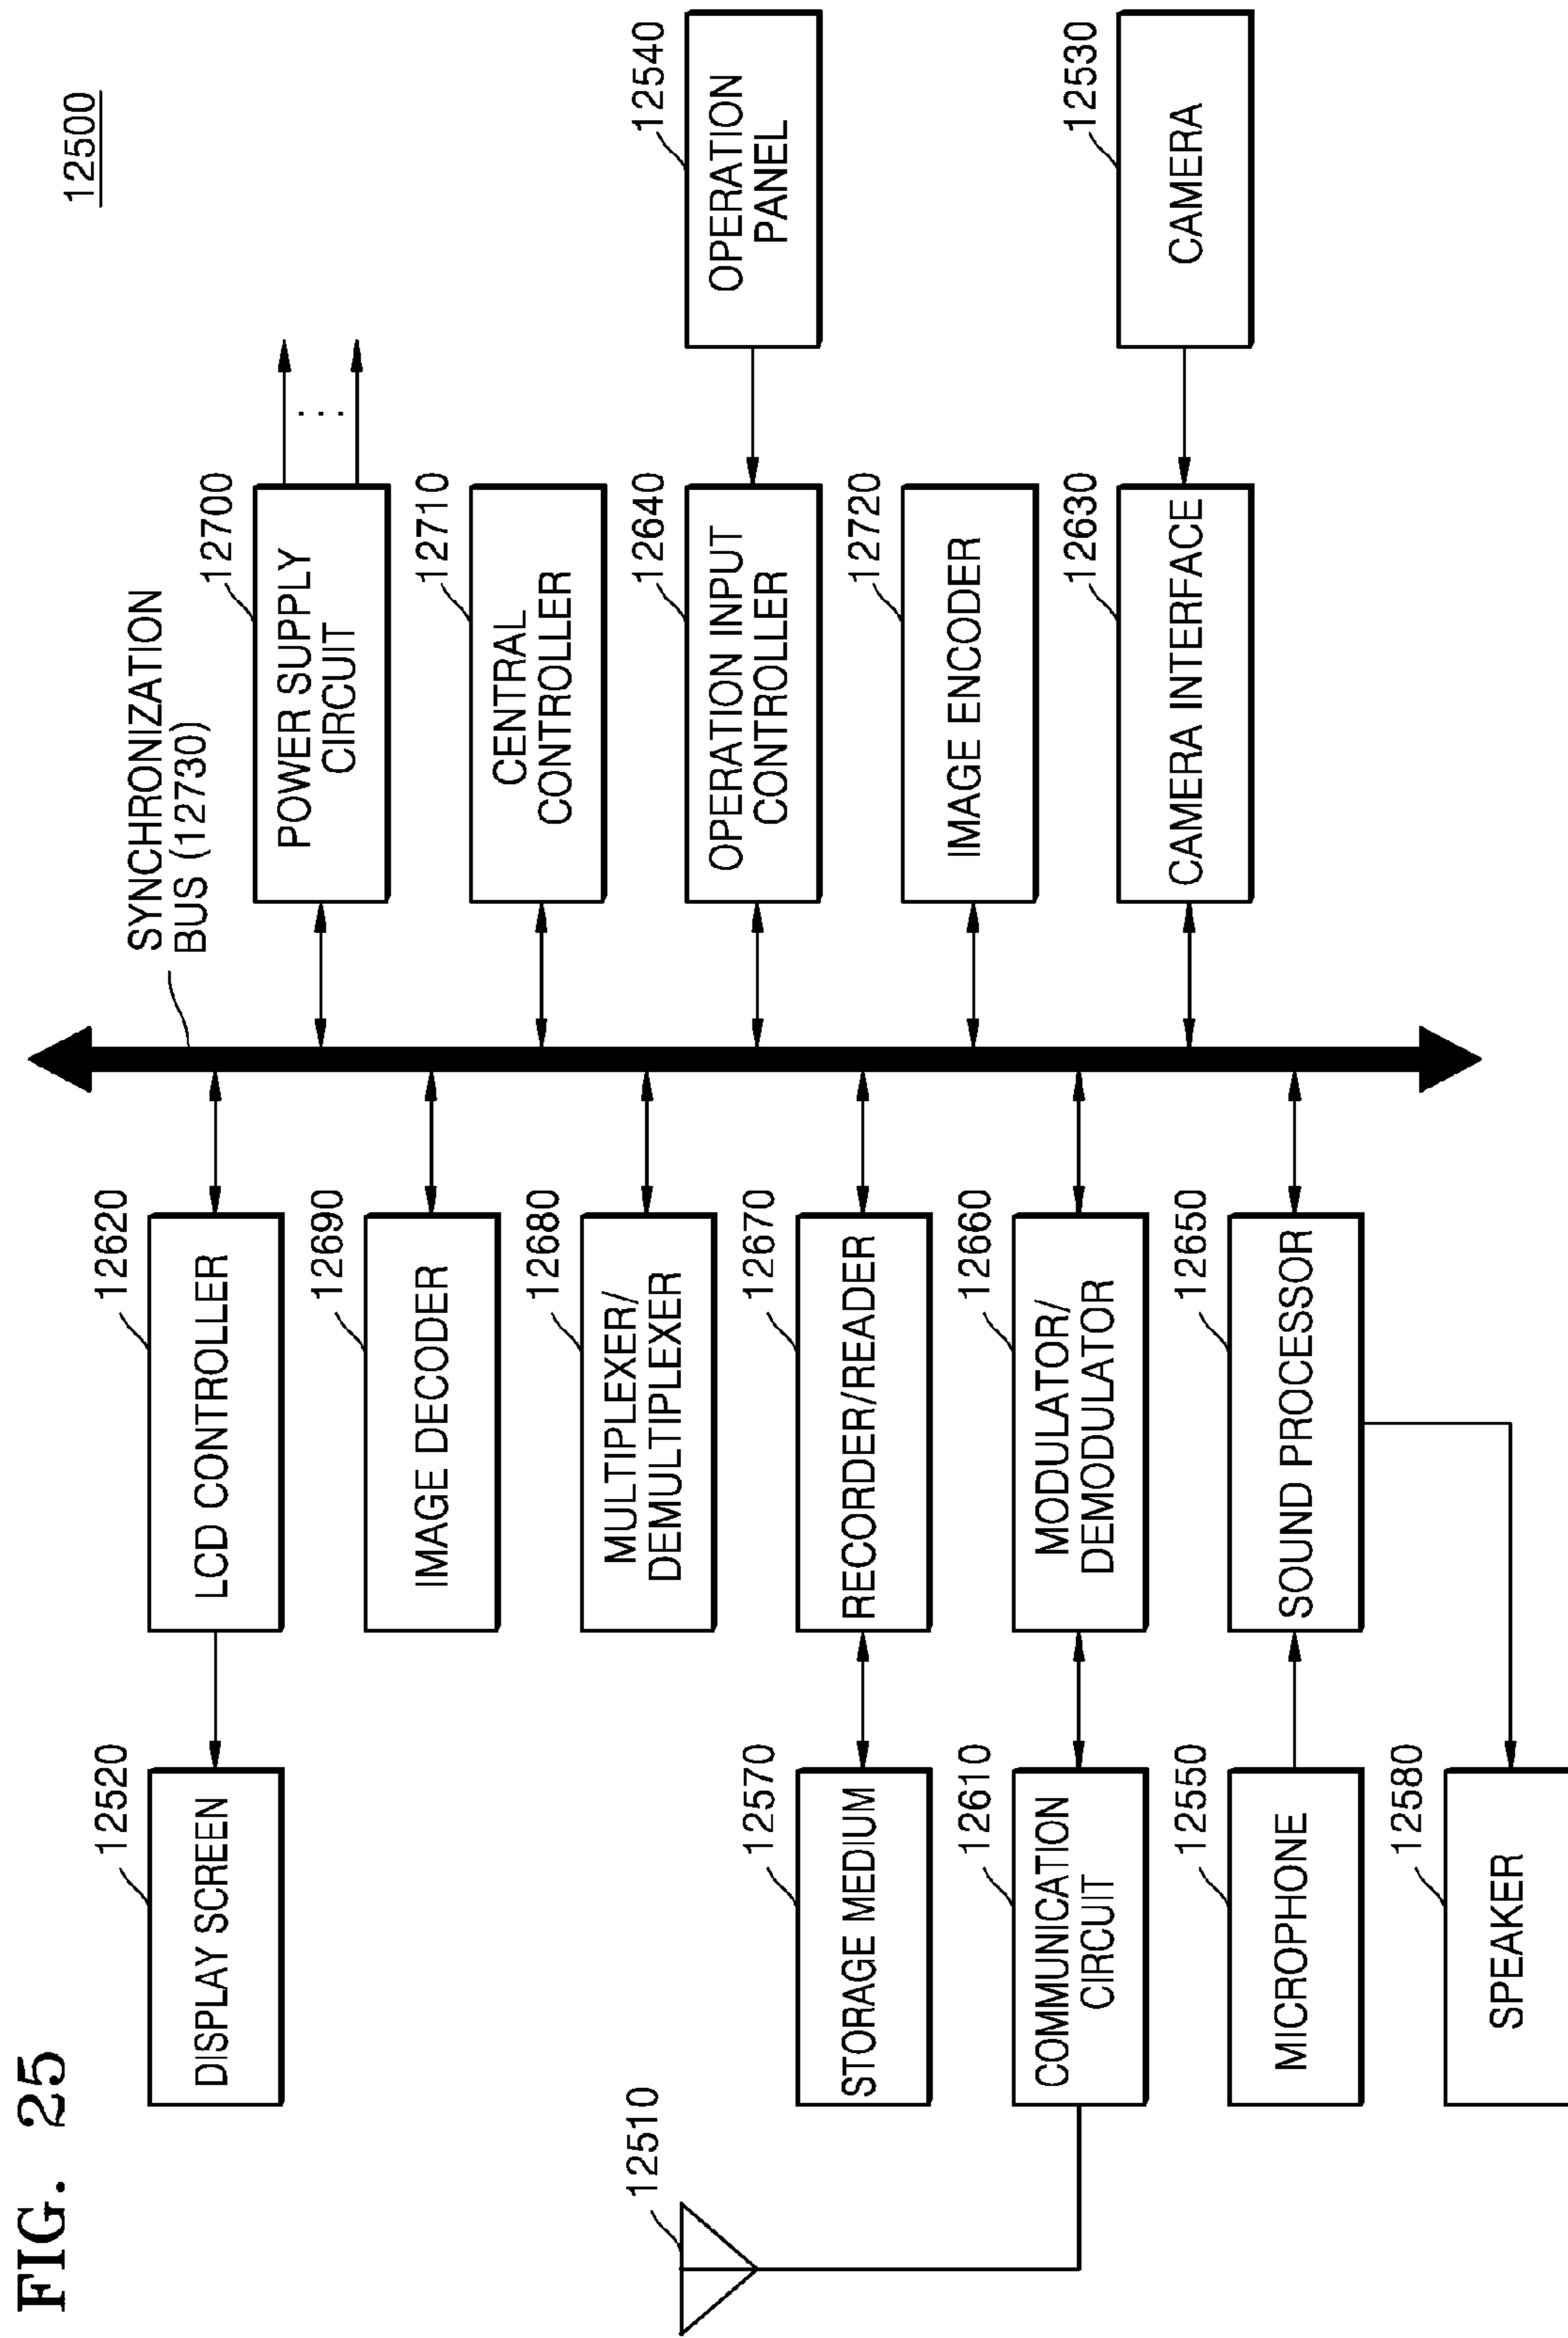 FIG. 25
12500
12510
12520
DISPLAY SCREEN
12620
LCD CONTROLLER
SYNCHRONIZATION
BUS (12730)
12700
POWER SUPPLY
CIRCUIT
. . .
12690
IMAGE DECODER
12710
CENTRAL
CONTROLLER
12680
MULTIPLEXER/
DEMULTIPLEXER
12640
OPERATION INPUT
CONTROLLER
12540
OPERATION
PANEL
12570
STORAGE MEDIUM
12670
RECORDER/READER
12720
IMAGE ENCODER
12610
COMMUNICATION
CIRCUIT
12660
MODULATOR/
DEMODULATOR
12630
CAMERA INTERFACE
12530
CAMERA
12550
MICROPHONE
12650
SOUND PROCESSOR
12580
SPEAKER